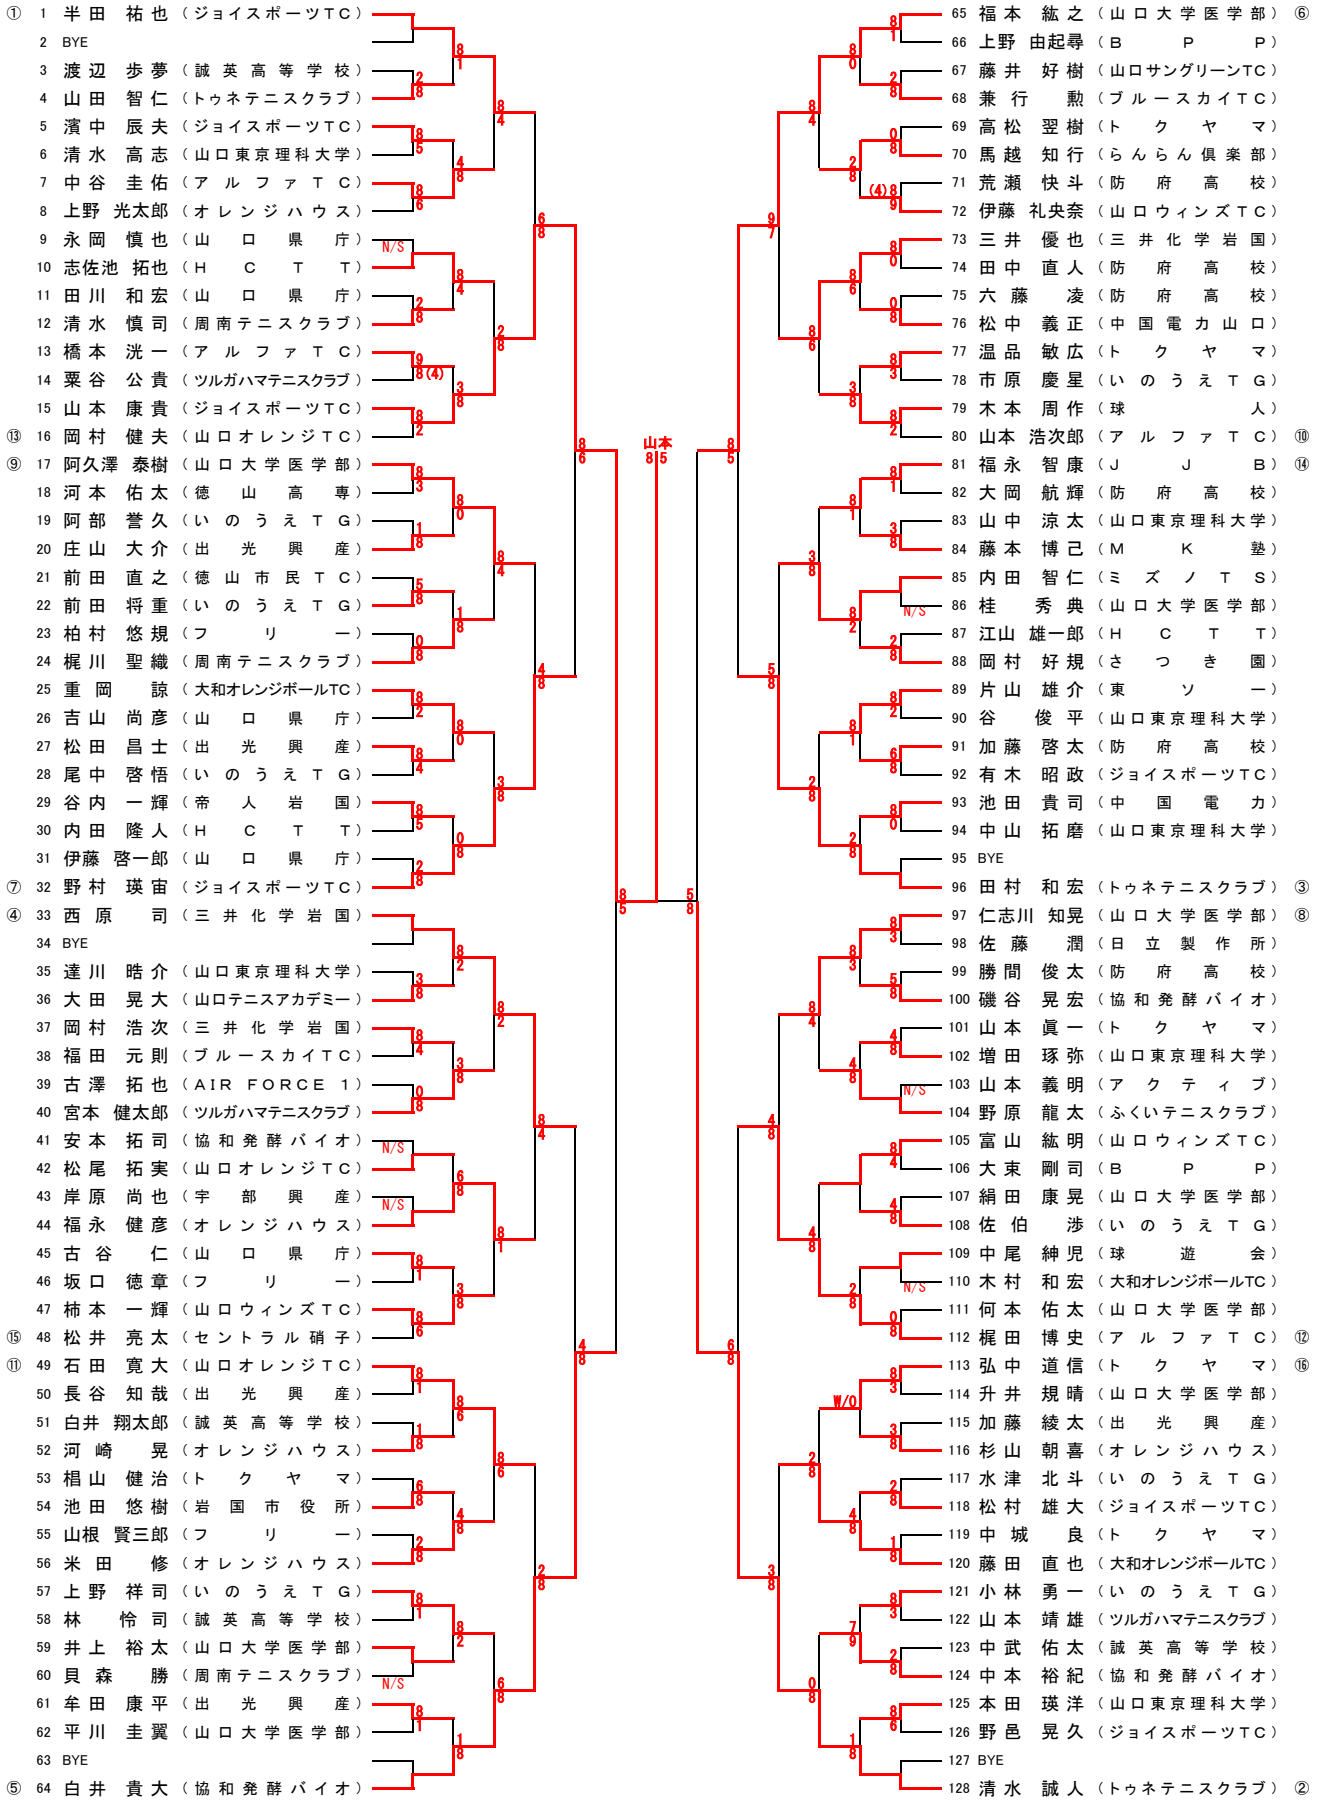 ① 1 半田 祐也 (ジョイスポーツTC)
2 BYE
3 渡辺 歩夢 (誠英高等学校)
4 山田 智仁 (トゥネテニスクラブ)
5 濱中 辰夫 (ジョイスポーツTC)
6 清水 高志 (山口東京理科大学)
7 中谷 圭佑 (アルファTC)
8 上野 光太郎 (オレンジハウス)
9 永岡 慎也 (山口県庁) N/S
10 志佐池 拓也 (HCTT)
11 田川 和宏 (山口県庁)
12 清水 慎司 (周南テニスクラブ)
13 橋本 洸一 (アルファTC)
14 粟谷 公貴 (ツルガハマテニスクラブ)
15 山本 康貴 (ジョイスポーツTC)
⑬ 16 岡村 健夫 (山口オレンジTC)
⑨ 17 阿久澤 泰樹 (山口大学医学部)
18 河本 佑太 (徳山高専)
19 阿部 誉久 (いのうえTG)
20 庄山 大介 (出光興産)
21 前田 直之 (徳山市民TC)
22 前田 将重 (いのうえTG)
23 柏村 悠規 (フリー)
24 梶川 聖織 (周南テニスクラブ)
25 重岡 諒 (大和オレンジボールTC)
26 吉山 尚彦 (山口県庁)
27 松田 昌士 (出光興産)
28 尾中 啓悟 (いのうえTG)
29 谷内 一輝 (帝人岩国)
30 内田 隆人 (HCTT)
31 伊藤 啓一郎 (山口県庁)
⑦ 32 野村 瑛宙 (ジョイスポーツTC)
④ 33 西原 司 (三井化学岩国)
34 BYE
35 達川 晧介 (山口東京理科大学)
36 大田 晃大 (山口テニスアカデミー)
37 岡村 浩次 (三井化学岩国)
38 福田 元則 (ブルースカイTC)
39 古澤 拓也 (AIR FORCE 1)
40 宮本 健太郎 (ツルガハマテニスクラブ)
41 安本 拓司 (協和発酵バイオ) N/S
42 松尾 拓実 (山口オレンジTC)
43 岸原 尚也 (宇部興産) N/S
44 福永 健彦 (オレンジハウス)
45 古谷 仁 (山口県庁)
46 坂口 徳章 (フリー)
47 柿本 一輝 (山口ウィンズTC)
⑮ 48 松井 亮太 (セントラル硝子)
⑪ 49 石田 寛大 (山口オレンジTC)
50 長谷 知哉 (出光興産)
51 白井 翔太郎 (誠英高等学校)
52 河崎 晃 (オレンジハウス)
53 椙山 健治 (トクヤマ)
54 池田 悠樹 (岩国市役所)
55 山根 賢三郎 (フリー)
56 米田 修 (オレンジハウス)
57 上野 祥司 (いのうえTG)
58 林 怜司 (誠英高等学校)
59 井上 裕太 (山口大学医学部)
60 貝森 勝 (周南テニスクラブ) N/S
61 牟田 康平 (出光興産)
62 平川 圭翼 (山口大学医学部)
63 BYE
⑤ 64 白井 貴大 (協和発酵バイオ)
山本
8 5
65 福本 紘之 (山口大学医学部) ⑥
66 上野 由起尋 (BPP)
67 藤井 好樹 (山口サングリーンTC)
68 兼行 勲 (ブルースカイTC)
69 高松 翌樹 (トクヤマ)
70 馬越 知行 (らんらん倶楽部)
71 荒瀬 快斗 (防府高校)
72 伊藤 礼央奈 (山口ウィンズTC)
73 三井 優也 (三井化学岩国)
74 田中 直人 (防府高校)
75 六藤 凌 (防府高校)
76 松中 義正 (中国電力山口)
77 温品 敏広 (トクヤマ)
78 市原 慶星 (いのうえTG)
79 木本 周作 (球人)
80 山本 浩次郎 (アルファTC) ⑩
81 福永 智康 (JJB) ⑭
82 大岡 航輝 (防府高校)
83 山中 涼太 (山口東京理科大学)
84 藤本 博己 (MK塾)
85 内田 智仁 (ミズノTS)
N/S 86 桂 秀典 (山口大学医学部)
87 江山 雄一郎 (HCTT)
88 岡村 好規 (さつき園)
89 片山 雄介 (東ソー)
90 谷 俊平 (山口東京理科大学)
91 加藤 啓太 (防府高校)
92 有木 昭政 (ジョイスポーツTC)
93 池田 貴司 (中国電力)
94 中山 拓磨 (山口東京理科大学)
95 BYE
96 田村 和宏 (トゥネテニスクラブ) ③
97 仁志川 知晃 (山口大学医学部) ⑧
98 佐藤 潤 (日立製作所)
99 勝間 俊太 (防府高校)
100 磯谷 晃宏 (協和発酵バイオ)
101 山本 眞一 (トクヤマ)
102 増田 琢弥 (山口東京理科大学)
N/S 103 山本 義明 (アクティブ)
104 野原 龍太 (ふくいテニスクラブ)
105 富山 紘明 (山口ウィンズTC)
106 大東 剛司 (BPP)
107 絹田 康晃 (山口大学医学部)
108 佐伯 渉 (いのうえTG)
109 中尾 紳児 (球遊会)
N/S 110 木村 和宏 (大和オレンジボールTC)
111 何本 佑太 (山口大学医学部)
112 梶田 博史 (アルファTC) ⑫
113 弘中 道信 (トクヤマ) ⑯
114 升井 規晴 (山口大学医学部)
W/O 115 加藤 綾太 (出光興産)
116 杉山 朝喜 (オレンジハウス)
117 水津 北斗 (いのうえTG)
118 松村 雄大 (ジョイスポーツTC)
119 中城 良 (トクヤマ)
120 藤田 直也 (大和オレンジボールTC)
121 小林 勇一 (いのうえTG)
122 山本 靖雄 (ツルガハマテニスクラブ)
123 中武 佑太 (誠英高等学校)
124 中本 裕紀 (協和発酵バイオ)
125 本田 瑛洋 (山口東京理科大学)
126 野邑 晃久 (ジョイスポーツTC)
127 BYE
128 清水 誠人 (トゥネテニスクラブ) ②